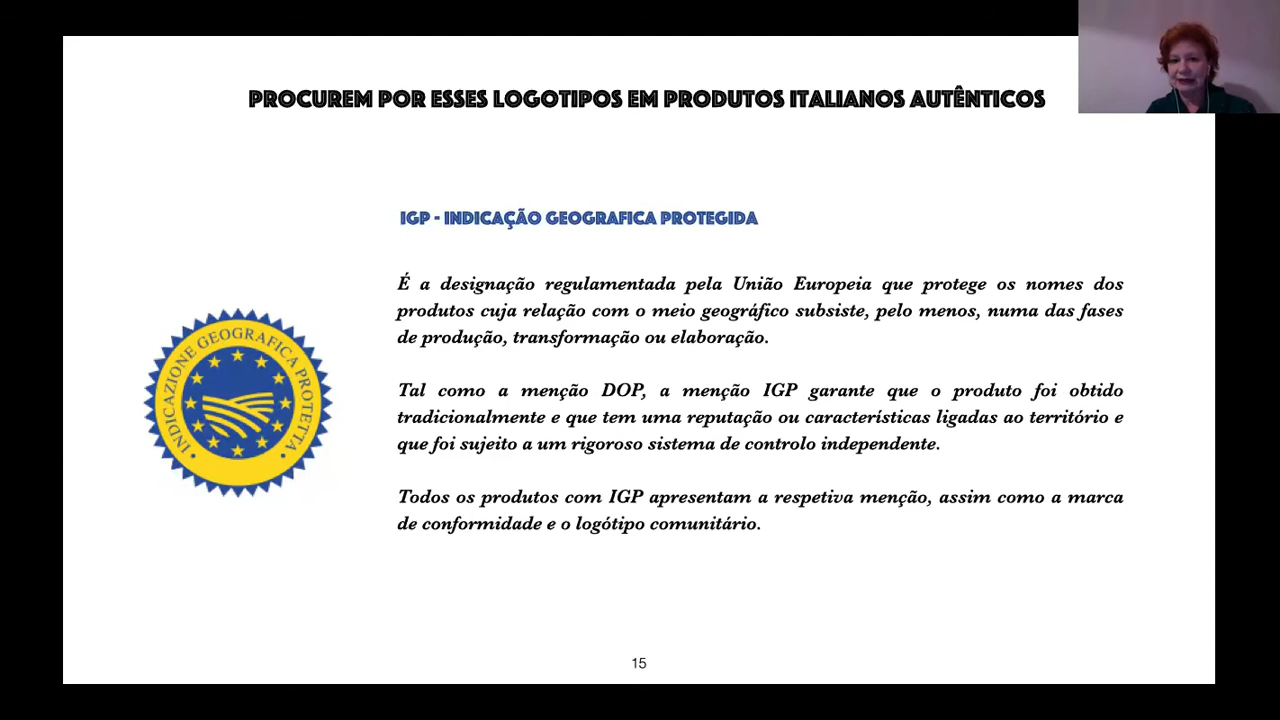 PROCUREM POR ESSES LOGOTIPOS EM PRODUTOS ITALIANOS AUTÊNTICOS
IGP - INDICAÇÃO GEOGRAFICA PROTEGIDA
É a designação regulamentada pela União Europeia que protege os nomes dos
produtos cuja relação com o meio geográfico subsiste, pelo menos, numa das fases
de produção, transformação ou elaboração.
Tal como a menção DOP, a menção IGP garante que o produto foi obtido
tradicionalmente e que tem uma reputação ou características ligadas ao território e
que foi sujeito a um rigoroso sistema de controlo independente.
Todos os produtos com IGP apresentam a respetiva menção, assim como a marca
de conformidade e o logótipo comunitário.
INDICAZIONE GEOGRAFICA PROTETTA
15